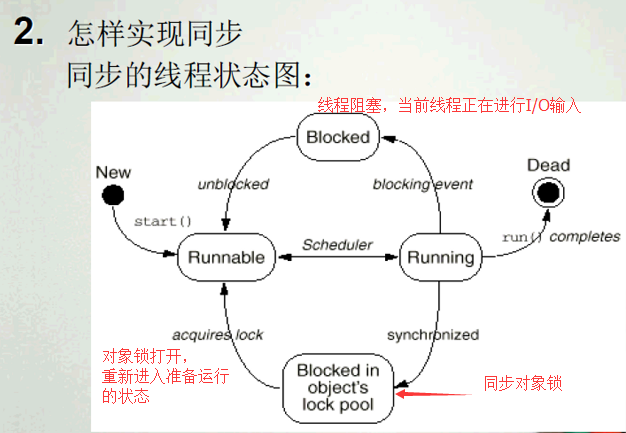 2. 怎样实现同步
同步的线程状态图：
线程阻塞，当前线程正在进行I/O输入
Blocked
New
Dead
unblocked
blocking event
start()
run() completes
Scheduler
Runnable
Running
acquires lock
synchronized
对象锁打开，
重新进入准备运行
的状态
Blocked in
object's
lock pool
同步对象锁